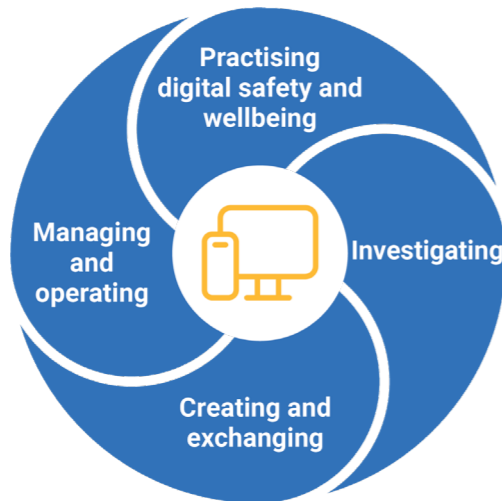 Practising
digital safety and
wellbeing
Investigating
Creating and
exchanging
Managing
and
operating